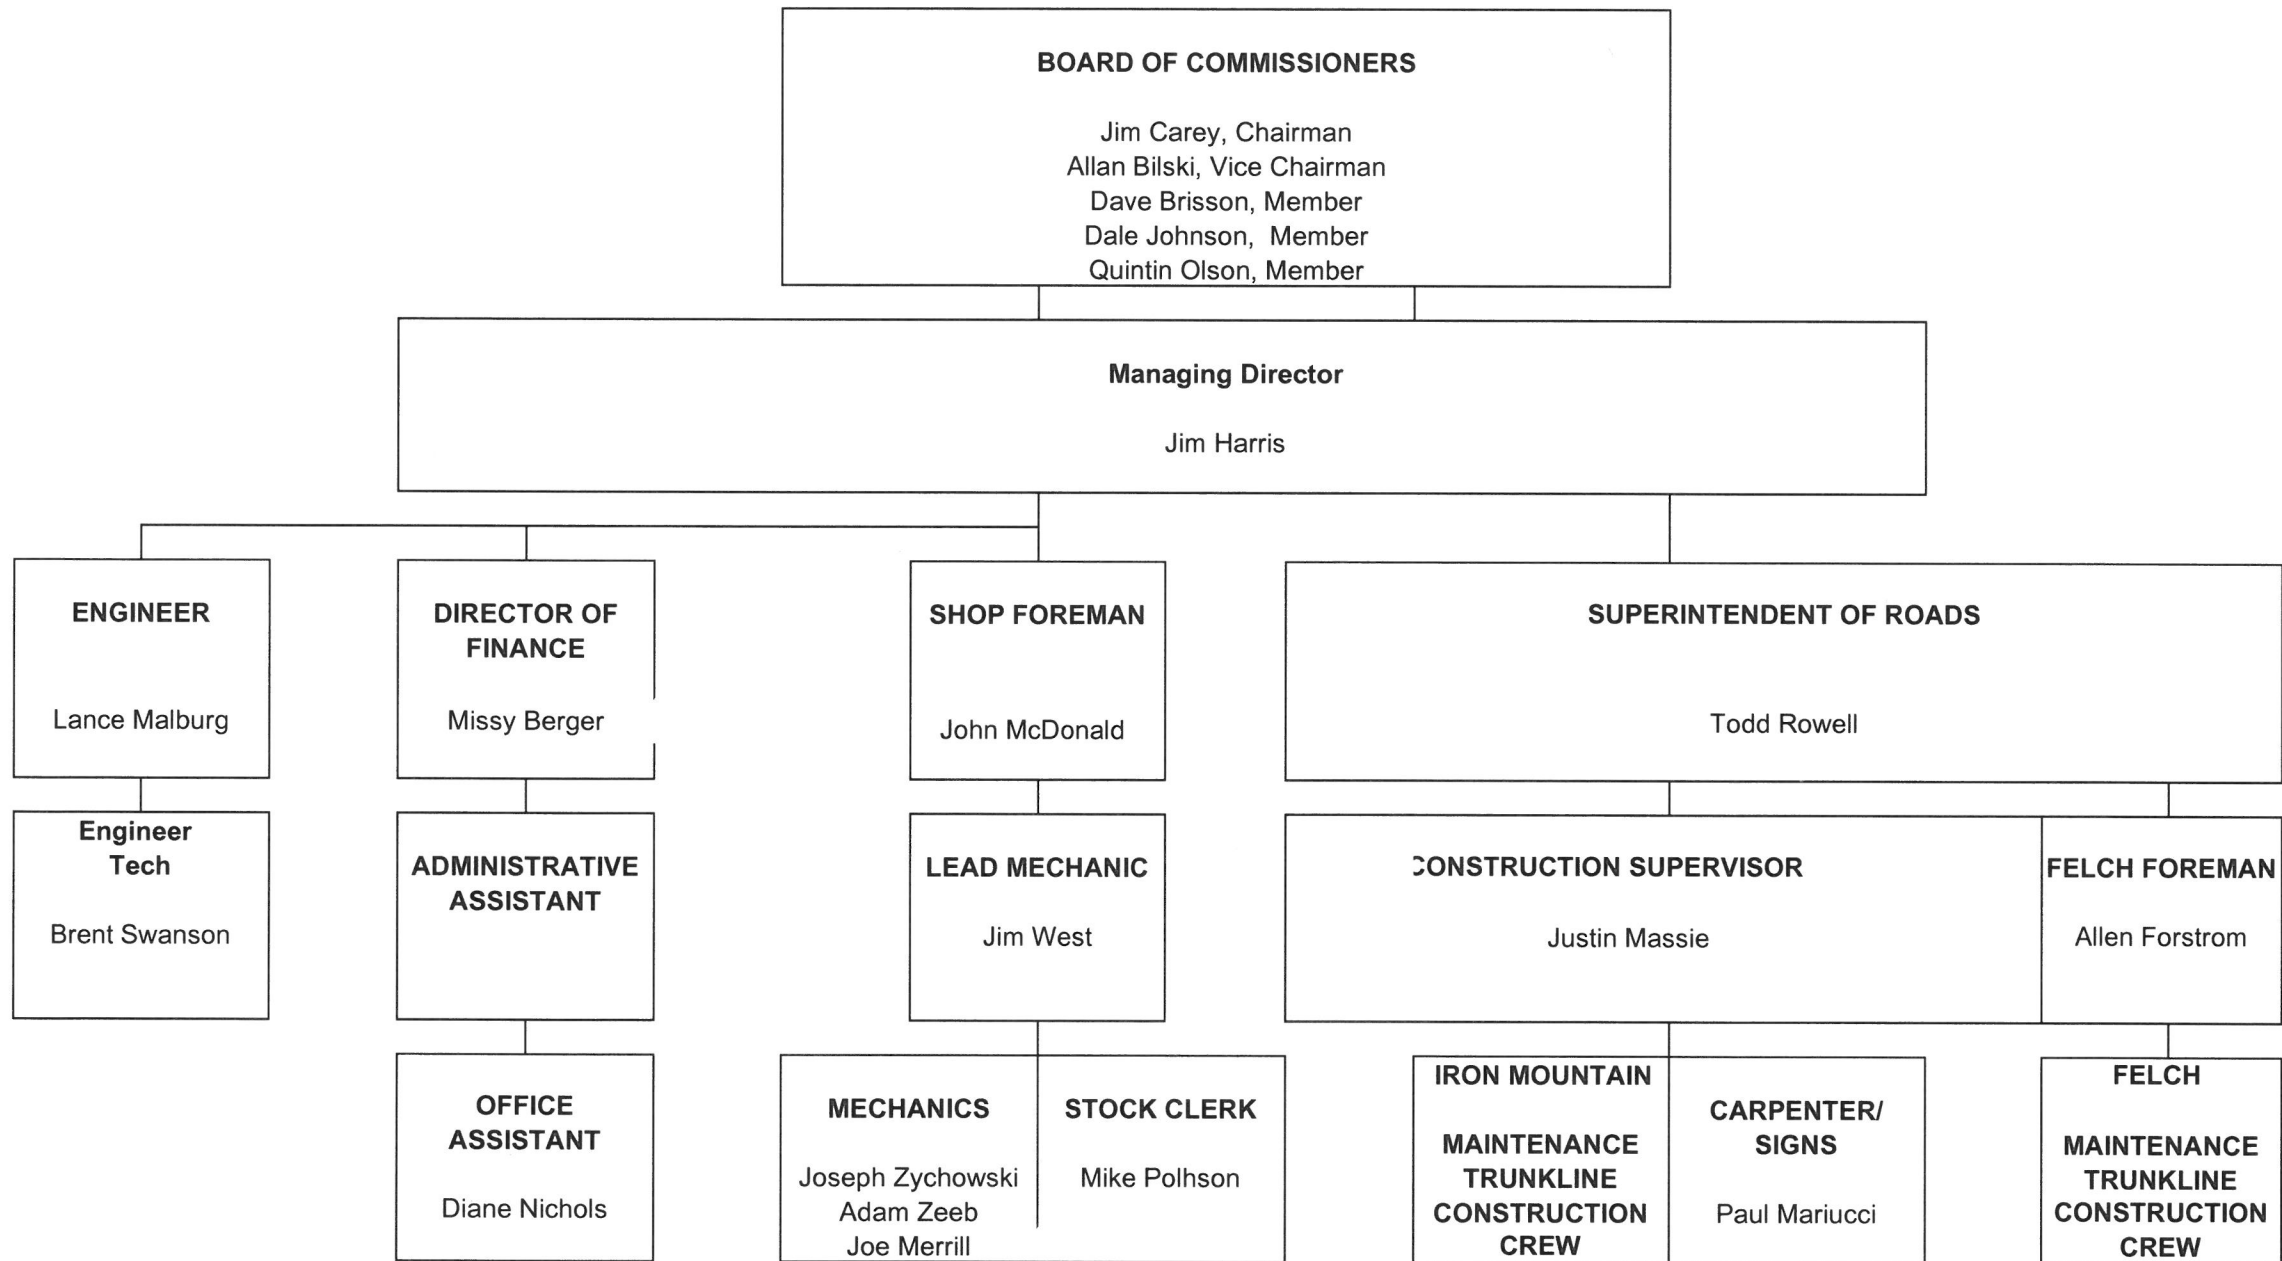 BOARD OF COMMISSIONERS
Jim Carey, Chairman
Allan Bilski, Vice Chairman
Dave Brisson, Member
Dale Johnson,  Member
Quintin Olson, Member
Managing Director
Jim Harris
ENGINEER
Lance Malburg
DIRECTOR OF
FINANCE
Missy Berger
SHOP FOREMAN
John McDonald
SUPERINTENDENT OF ROADS
Todd Rowell
Engineer
Tech
Brent Swanson
ADMINISTRATIVE
ASSISTANT
LEAD MECHANIC
Jim West
CONSTRUCTION SUPERVISOR
Justin Massie
FELCH FOREMAN
Allen Forstrom
OFFICE
ASSISTANT
Diane Nichols
MECHANICS
Joseph Zychowski
Adam Zeeb
Joe Merrill
STOCK CLERK
Mike Polhson
IRON MOUNTAIN
MAINTENANCE
TRUNKLINE
CONSTRUCTION
CREW
CARPENTER/
SIGNS
Paul Mariucci
FELCH
MAINTENANCE
TRUNKLINE
CONSTRUCTION
CREW